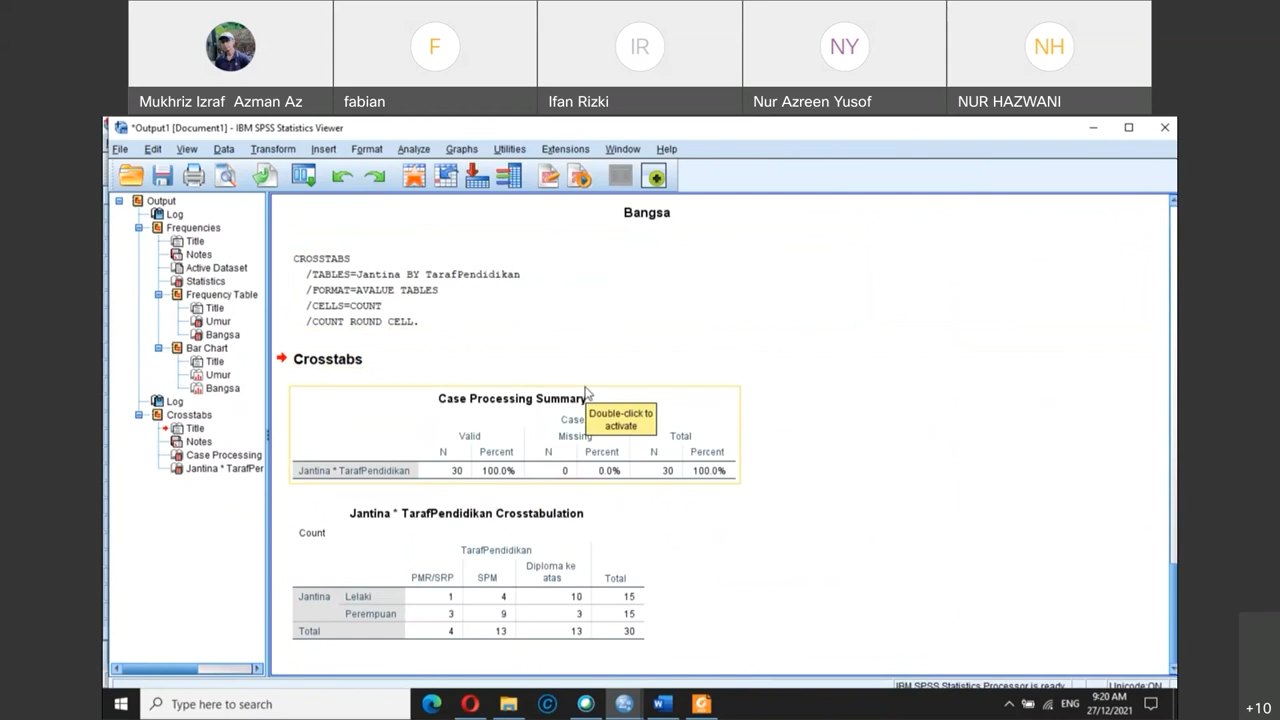 F
IR
NY
NH
Mukhriz Izraf Azman Az
fabian
Ifan Rizki
Nur Azreen Yusof
NUR HAZWANI
*Output1 [Document1] - IBM SPSS Statistics Viewer
File Edit View Data Transform Insert Format Analyze Graphs Utilities Extensions Window Help
Output
Log
Frequencies
Title
Notes
Active Dataset
Statistics
Frequency Table
Title
Umur
Bangsa
Bar Chart
Title
Umur
Bangsa
Log
Crosstabs
Title
Notes
Case Processing
Jantina * TarafPer
Bangsa
CROSSTABS
/TABLES=Jantina BY TarafPendidikan
/FORMAT=AVALUE TABLES
/CELLS=COUNT
/COUNT ROUND CELL.
Crosstabs
Case Processing Summary
Case
Valid Missing Total
N Percent N Percent N Percent
Jantina * TarafPendidikan 30 100.0% 0 0.0% 30 100.0%
Double-click to
activate
Jantina * TarafPendidikan Crosstabulation
Count
TarafPendidikan
PMR/SRP SPM Diploma ke atas Total
Jantina Lelaki 1 4 10 15
Perempuan 3 9 3 15
Total 4 13 13 30
IBM SPSS Statistics Processor is ready
Unicode:ON
Type here to search
ENG
9:20 AM
27/12/2021
+10